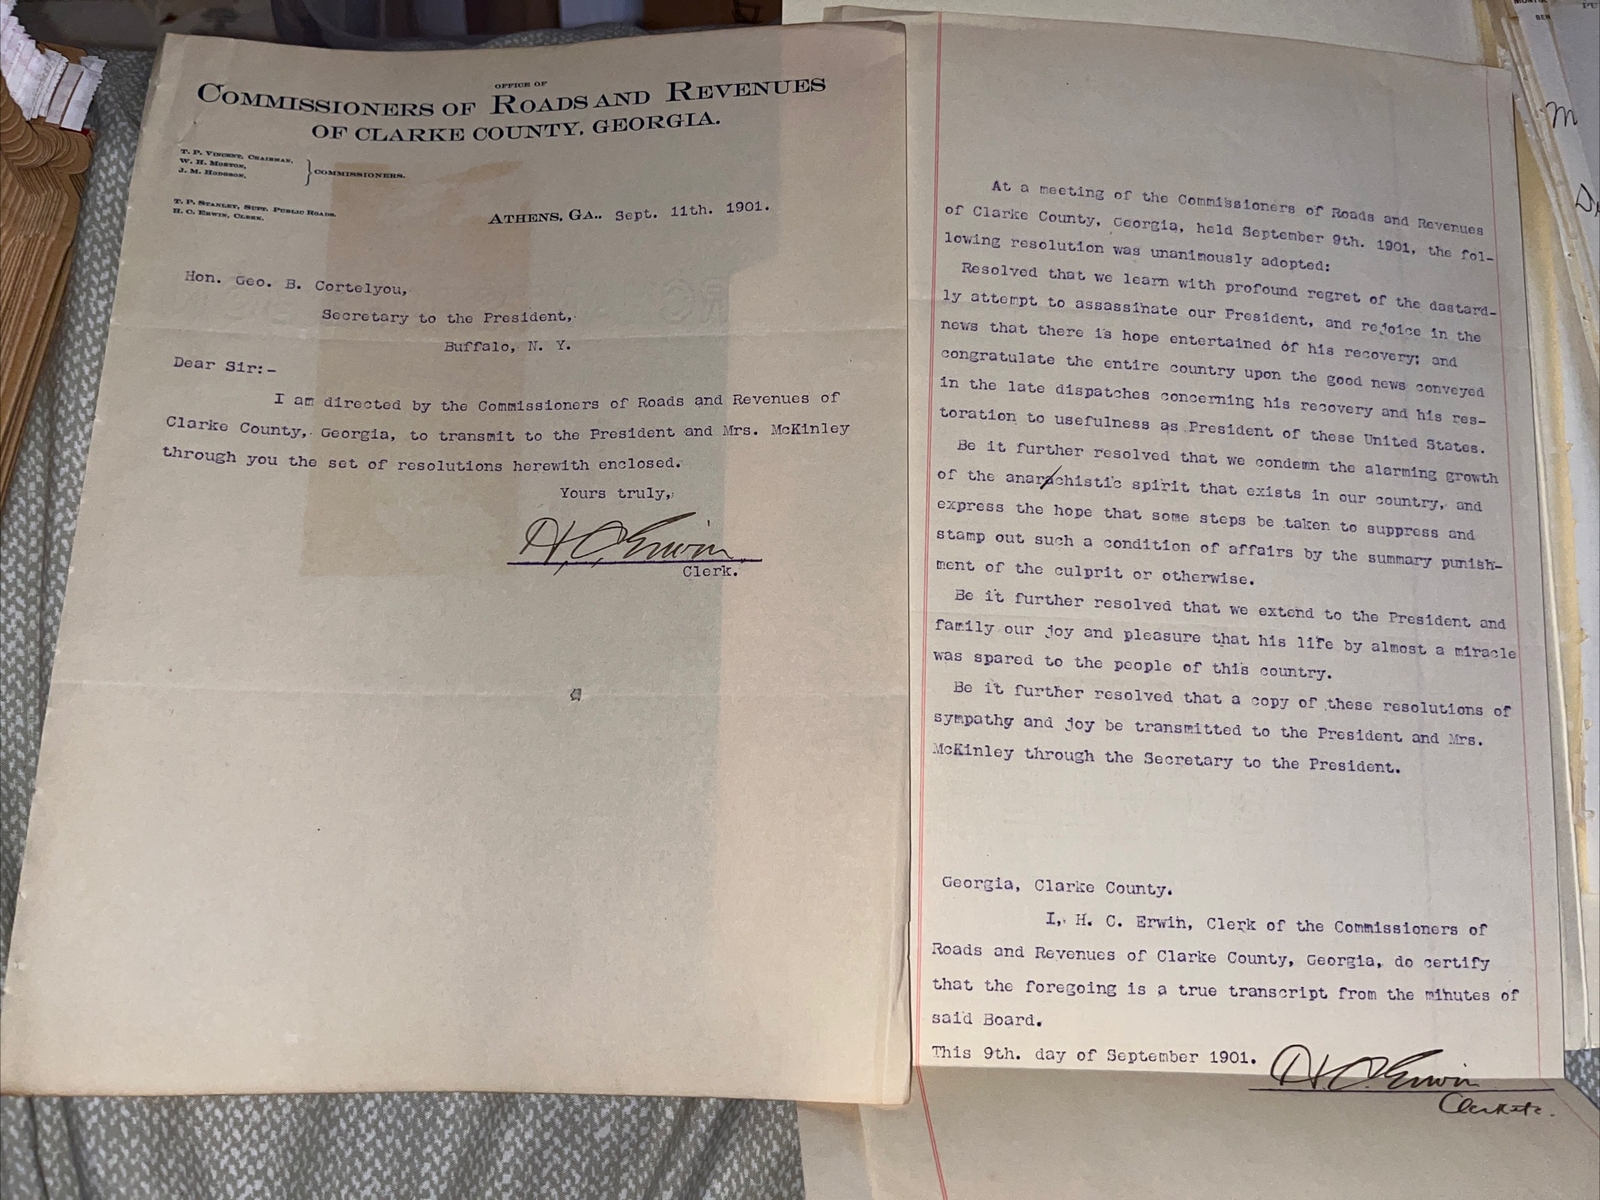 OFFICE OF
COMMISSIONERS OF ROADS AND REVENUES
OF CLARKE COUNTY, GEORGIA.
T. P. VINCENT, CHAIRMAN,
W. H. MORTON,
J. M. HODGSON,
COMMISSIONERS.
T. P. STANLEY, SUPT. PUBLIC ROADS.
H. C. ERWIN, CLERK.
ATHENS, GA., Sept. 11th. 1901.
Hon. Geo. B. Cortelyou,
Secretary to the President,
Buffalo, N. Y.
Dear Sir:-
I am directed by the Commissioners of Roads and Revenues of
Clarke County, Georgia, to transmit to the President and Mrs. McKinley
through you the set of resolutions herewith enclosed.
Yours truly,
H. C. Erwin
Clerk.
At a meeting of the Commissioners of Roads and Revenues
of Clarke County, Georgia, held September 9th. 1901, the fol-
lowing resolution was unanimously adopted:
Resolved that we learn with profound regret of the dastard-
ly attempt to assassinate our President, and rejoice in the
news that there is hope entertained of his recovery; and
congratulate the entire country upon the good news conveyed
in the late dispatches concerning his recovery and his res-
toration to usefulness as President of these United States.
Be it further resolved that we condemn the alarming growth
of the anarchistic spirit that exists in our country, and
express the hope that some steps be taken to suppress and
stamp out such a condition of affairs by the summary punish-
ment of the culprit or otherwise.
Be it further resolved that we extend to the President and
family our joy and pleasure that his life by almost a miracle
was spared to the people of this country.
Be it further resolved that a copy of these resolutions of
sympathy and joy be transmitted to the President and Mrs.
McKinley through the Secretary to the President.
Georgia, Clarke County.
I, H. C. Erwin, Clerk of the Commissioners of
Roads and Revenues of Clarke County, Georgia, do certify
that the foregoing is a true transcript from the minutes of
said Board.
This 9th. day of September 1901.
H. C. Erwin